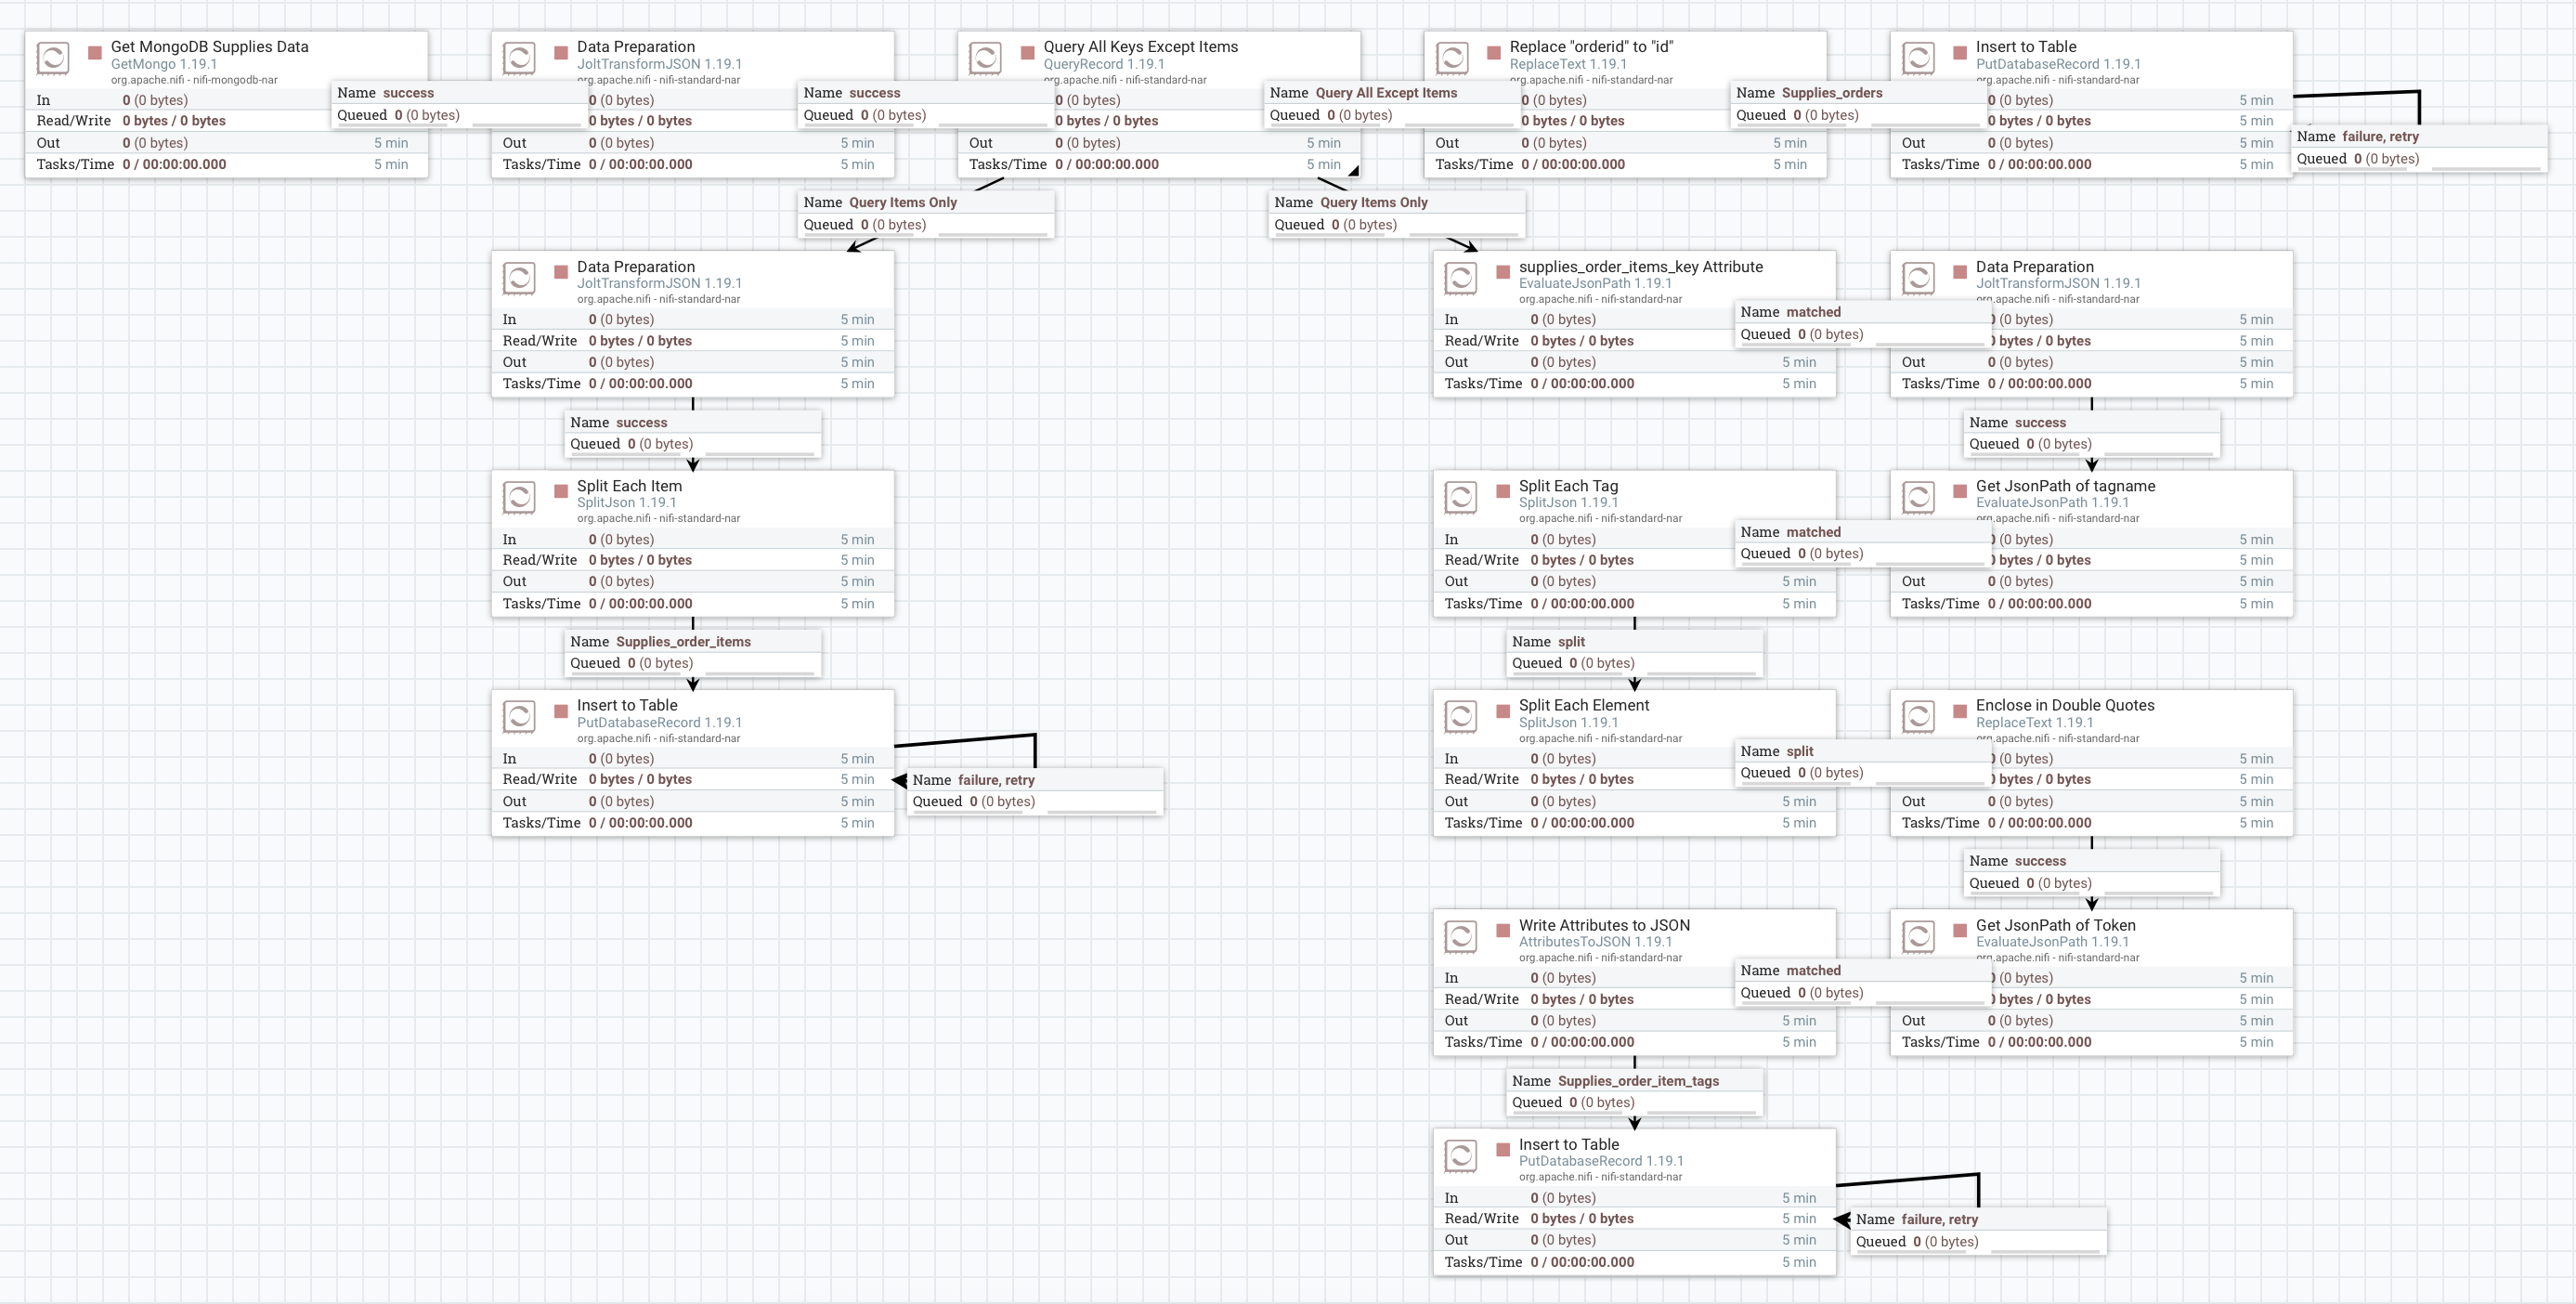 Get MongoDB Supplies Data
GetMongo 1.19.1
org.apache.nifi - nifi-mongodb-nar
In 0 (0 bytes)
Read/Write 0 bytes / 0 bytes
Out 0 (0 bytes) 5 min
Tasks/Time 0 / 00:00:00.000 5 min
Name success
Queued 0 (0 bytes)
Data Preparation
JoltTransformJSON 1.19.1
org.apache.nifi - nifi-standard-nar
0 (0 bytes)
0 bytes / 0 bytes
Out 0 (0 bytes) 5 min
Tasks/Time 0 / 00:00:00.000 5 min
Name success
Queued 0 (0 bytes)
Query All Keys Except Items
QueryRecord 1.19.1
org.apache.nifi - nifi-standard-nar
0 (0 bytes)
0 bytes / 0 bytes
Out 0 (0 bytes) 5 min
Tasks/Time 0 / 00:00:00.000 5 min
Name Query All Except Items
Queued 0 (0 bytes)
Replace "orderid" to "id"
ReplaceText 1.19.1
org.apache.nifi - nifi-standard-nar
0 (0 bytes)
0 bytes / 0 bytes
Out 0 (0 bytes) 5 min
Tasks/Time 0 / 00:00:00.000 5 min
Name Supplies_orders
Queued 0 (0 bytes)
Insert to Table
PutDatabaseRecord 1.19.1
org.apache.nifi - nifi-standard-nar
0 (0 bytes) 5 min
0 bytes / 0 bytes 5 min
Out 0 (0 bytes) 5 min
Tasks/Time 0 / 00:00:00.000 5 min
Name failure, retry
Queued 0 (0 bytes)
Name Query Items Only
Queued 0 (0 bytes)
Name Query Items Only
Queued 0 (0 bytes)
Data Preparation
JoltTransformJSON 1.19.1
org.apache.nifi - nifi-standard-nar
In 0 (0 bytes) 5 min
Read/Write 0 bytes / 0 bytes 5 min
Out 0 (0 bytes) 5 min
Tasks/Time 0 / 00:00:00.000 5 min
Name success
Queued 0 (0 bytes)
Split Each Item
SplitJson 1.19.1
org.apache.nifi - nifi-standard-nar
In 0 (0 bytes) 5 min
Read/Write 0 bytes / 0 bytes 5 min
Out 0 (0 bytes) 5 min
Tasks/Time 0 / 00:00:00.000 5 min
Name Supplies_order_items
Queued 0 (0 bytes)
Insert to Table
PutDatabaseRecord 1.19.1
org.apache.nifi - nifi-standard-nar
In 0 (0 bytes) 5 min
Read/Write 0 bytes / 0 bytes 5 min
Out 0 (0 bytes) 5 min
Tasks/Time 0 / 00:00:00.000 5 min
Name failure, retry
Queued 0 (0 bytes)
supplies_order_items_key Attribute
EvaluateJsonPath 1.19.1
org.apache.nifi - nifi-standard-nar
In 0 (0 bytes)
Read/Write 0 bytes / 0 bytes
Out 0 (0 bytes) 5 min
Tasks/Time 0 / 00:00:00.000 5 min
Name matched
Queued 0 (0 bytes)
Data Preparation
JoltTransformJSON 1.19.1
org.apache.nifi - nifi-standard-nar
0 (0 bytes) 5 min
0 bytes / 0 bytes 5 min
Out 0 (0 bytes) 5 min
Tasks/Time 0 / 00:00:00.000 5 min
Name success
Queued 0 (0 bytes)
Split Each Tag
SplitJson 1.19.1
org.apache.nifi - nifi-standard-nar
In 0 (0 bytes)
Read/Write 0 bytes / 0 bytes
Out 0 (0 bytes) 5 min
Tasks/Time 0 / 00:00:00.000 5 min
Name matched
Queued 0 (0 bytes)
Get JsonPath of tagname
EvaluateJsonPath 1.19.1
org.apache.nifi - nifi-standard-nar
0 (0 bytes) 5 min
0 bytes / 0 bytes 5 min
Out 0 (0 bytes) 5 min
Tasks/Time 0 / 00:00:00.000 5 min
Name split
Queued 0 (0 bytes)
Split Each Element
SplitJson 1.19.1
org.apache.nifi - nifi-standard-nar
In 0 (0 bytes)
Read/Write 0 bytes / 0 bytes
Out 0 (0 bytes) 5 min
Tasks/Time 0 / 00:00:00.000 5 min
Name split
Queued 0 (0 bytes)
Enclose in Double Quotes
ReplaceText 1.19.1
org.apache.nifi - nifi-standard-nar
0 (0 bytes) 5 min
0 bytes / 0 bytes 5 min
Out 0 (0 bytes) 5 min
Tasks/Time 0 / 00:00:00.000 5 min
Name success
Queued 0 (0 bytes)
Write Attributes to JSON
AttributesToJSON 1.19.1
org.apache.nifi - nifi-standard-nar
In 0 (0 bytes)
Read/Write 0 bytes / 0 bytes
Out 0 (0 bytes) 5 min
Tasks/Time 0 / 00:00:00.000 5 min
Name matched
Queued 0 (0 bytes)
Get JsonPath of Token
EvaluateJsonPath 1.19.1
org.apache.nifi - nifi-standard-nar
0 (0 bytes) 5 min
0 bytes / 0 bytes 5 min
Out 0 (0 bytes) 5 min
Tasks/Time 0 / 00:00:00.000 5 min
Name Supplies_order_item_tags
Queued 0 (0 bytes)
Insert to Table
PutDatabaseRecord 1.19.1
org.apache.nifi - nifi-standard-nar
In 0 (0 bytes) 5 min
Read/Write 0 bytes / 0 bytes 5 min
Out 0 (0 bytes) 5 min
Tasks/Time 0 / 00:00:00.000 5 min
Name failure, retry
Queued 0 (0 bytes)